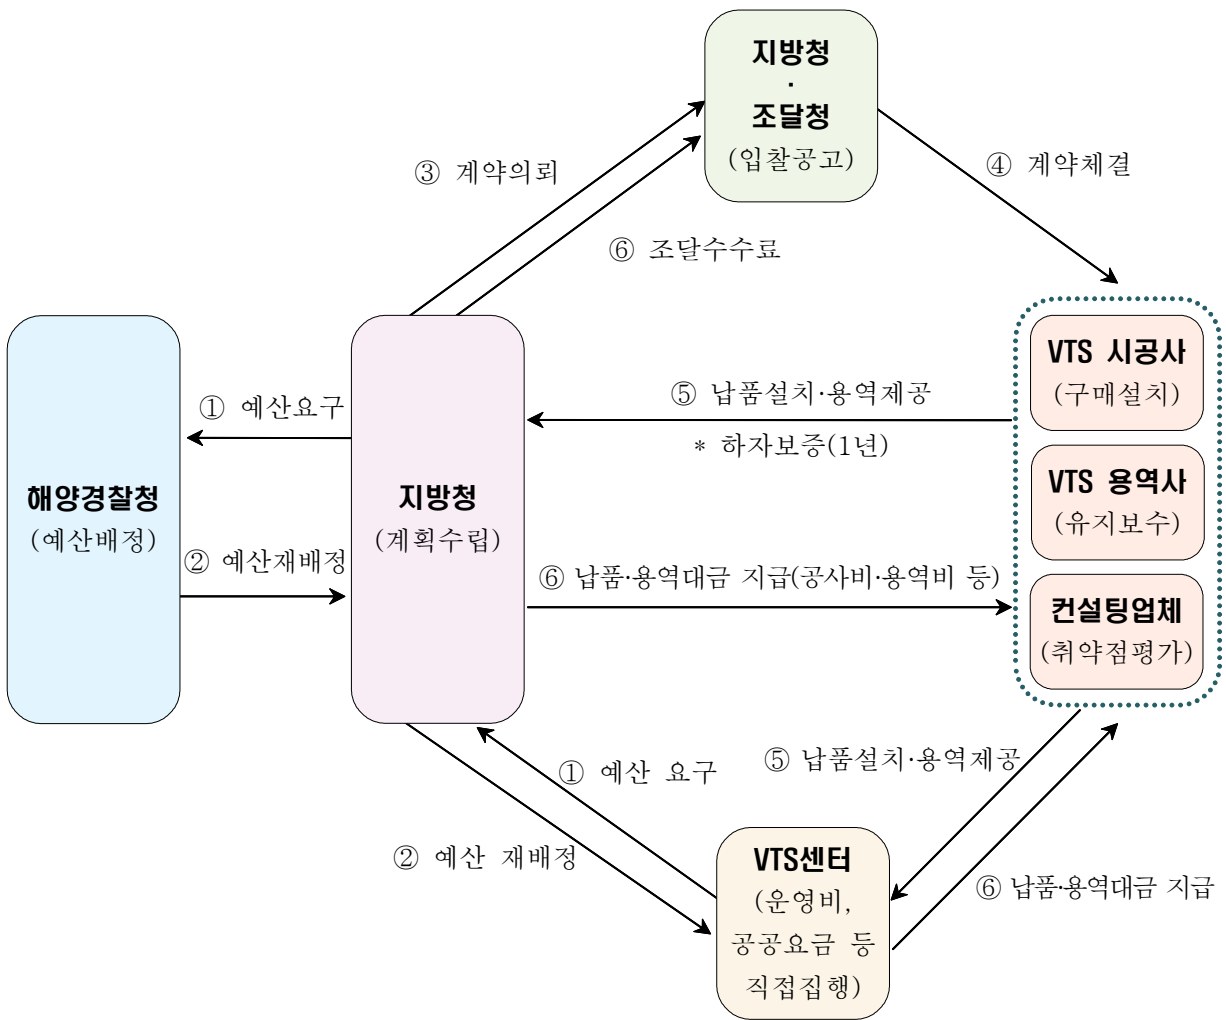 지방청
·
조달청
(입찰공고)
③ 계약의뢰
④ 계약체결
⑥ 조달수수료
VTS 시공사
(구매설치)
① 예산요구
⑤ 납품설치·용역제공
* 하자보증(1년)
해양경찰청
(예산배정)
지방청
(계획수립)
VTS 용역사
(유지보수)
② 예산재배정
⑥ 납품·용역대금 지급(공사비·용역비 등)
컨설팅업체
(취약점평가)
① 예산 요구
⑤ 납품설치·용역제공
② 예산 재배정
VTS센터
(운영비,
공공요금 등
직접집행)
⑥ 납품·용역대금 지급